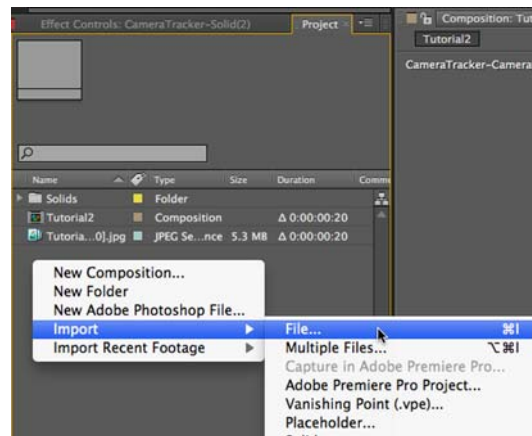 Effect Controls: CameraTracker-Solid(2) Project
Composition: Tut
Tutorial2
CameraTracker-Camera
Name Type Size Duration Comme
Solids Folder
Tutorial2 Composition Δ 0:00:00:20
Tutoria...0].jpg JPEG Se...nce 5.3 MB Δ 0:00:00:20
New Composition...
New Folder
New Adobe Photoshop File...
Import
Import Recent Footage
File... ⌘I
Multiple Files... ⌥⌘I
Capture in Adobe Premiere Pro...
Adobe Premiere Pro Project...
Vanishing Point (.vpe)...
Placeholder...